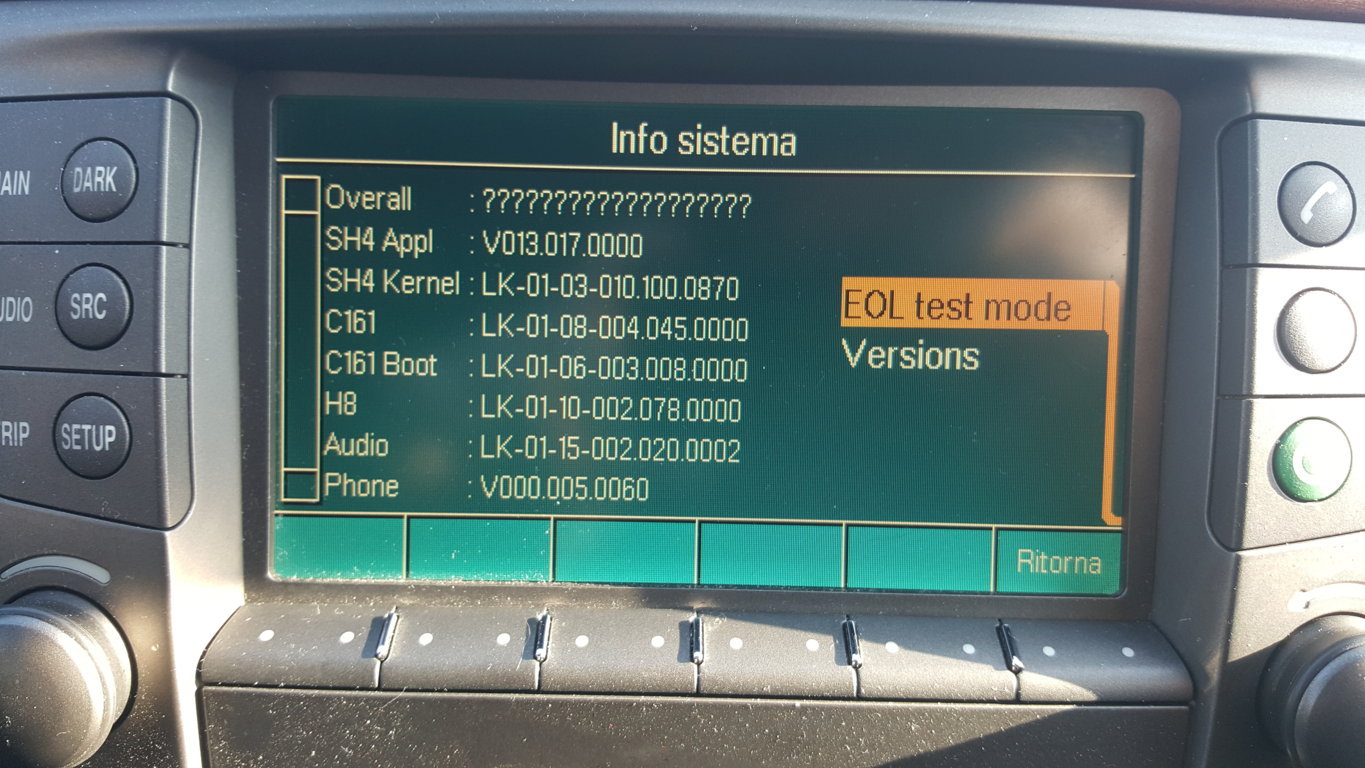 Info sistema
Overall : ???????????????????
SH4 Appl : V013.017.0000
SH4 Kernel : LK-01-03-010.100.0870
C161 : LK-01-08-004.045.0000
C161 Boot : LK-01-06-003.008.0000
H8 : LK-01-10-002.078.0000
Audio : LK-01-15-002.020.0002
Phone : V000.005.0060
EOL test mode
Versions
Ritorna
DARK
SRC
SETUP